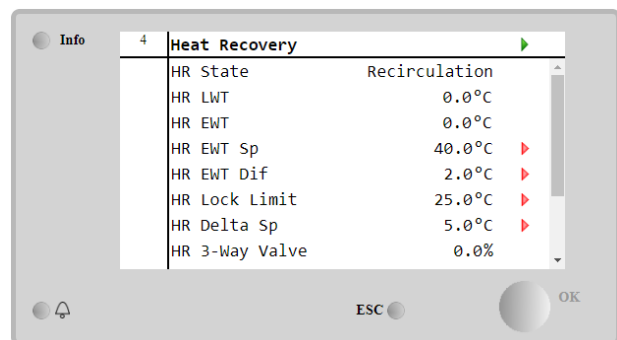 Info
4 Heat Recovery
HR State Recirculation
HR LWT 0.0°C
HR EWT 0.0°C
HR EWT Sp 40.0°C
HR EWT Dif 2.0°C
HR Lock Limit 25.0°C
HR Delta Sp 5.0°C
HR 3-Way Valve 0.0%
ESC OK